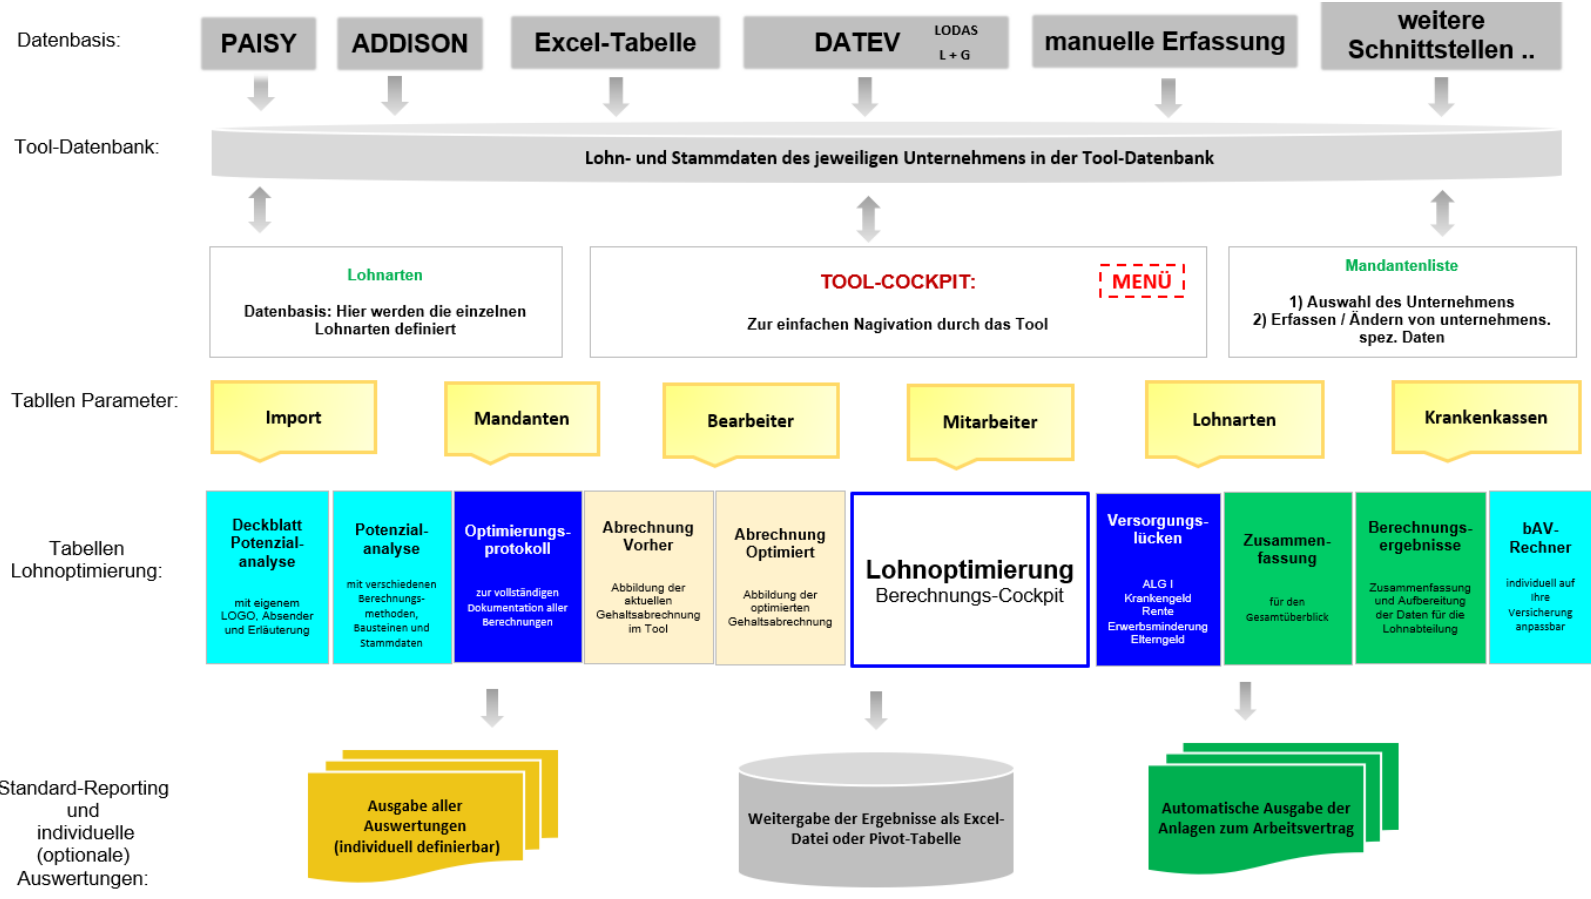 Datenbasis:
PAISY
ADDISON
Excel-Tabelle
DATEV
LODAS
L + G
manuelle Erfassung
weitere
Schnittstellen ..
Tool-Datenbank:
Lohn- und Stammdaten des jeweiligen Unternehmens in der Tool-Datenbank
Lohnarten
Datenbasis: Hier werden die einzelnen
Lohnarten definiert
TOOL-COCKPIT:
MENÜ
Zur einfachen Nagivation durch das Tool
Mandantenliste
1) Auswahl des Unternehmens
2) Erfassen / Ändern von unternehmens.
spez. Daten
Tabllen Parameter:
Import
Mandanten
Bearbeiter
Mitarbeiter
Lohnarten
Krankenkassen
Tabellen
Lohnoptimierung:
Deckblatt
Potenzial-
analyse
mit eigenem
LOGO, Absender
und Erläuterung
Potenzial-
analyse
mit verschiedenen
Berechnungs-
methoden,
Bausteinen und
Stammdaten
Optimierungs-
protokoll
zur vollständigen
Dokumentation aller
Berechnungen
Abrechnung
Vorher
Abbildung der
aktuellen
Gehaltsabrechnung
im Tool
Abrechnung
Optimiert
Abbildung der
optimierten
Gehaltsabrechnung
Lohnoptimierung
Berechnungs-Cockpit
Versorgungs-
lücken
ALG I
Krankengeld
Rente
Erwerbsminderung
Elterngeld
Zusammen-
fassung
für den
Gesamtüberblick
Berechnungs-
ergebnisse
Zusammenfassung
und Aufbereitung
der Daten für die
Lohnabteilung
bAV-
Rechner
individuell auf
Ihre
Versicherung
anpassbar
Standard-Reporting
und
individuelle
(optionale)
Auswertungen:
Ausgabe aller
Auswertungen
(individuell definierbar)
Weitergabe der Ergebnisse als Excel-
Datei oder Pivot-Tabelle
Automatische Ausgabe der
Anlagen zum Arbeitsvertrag